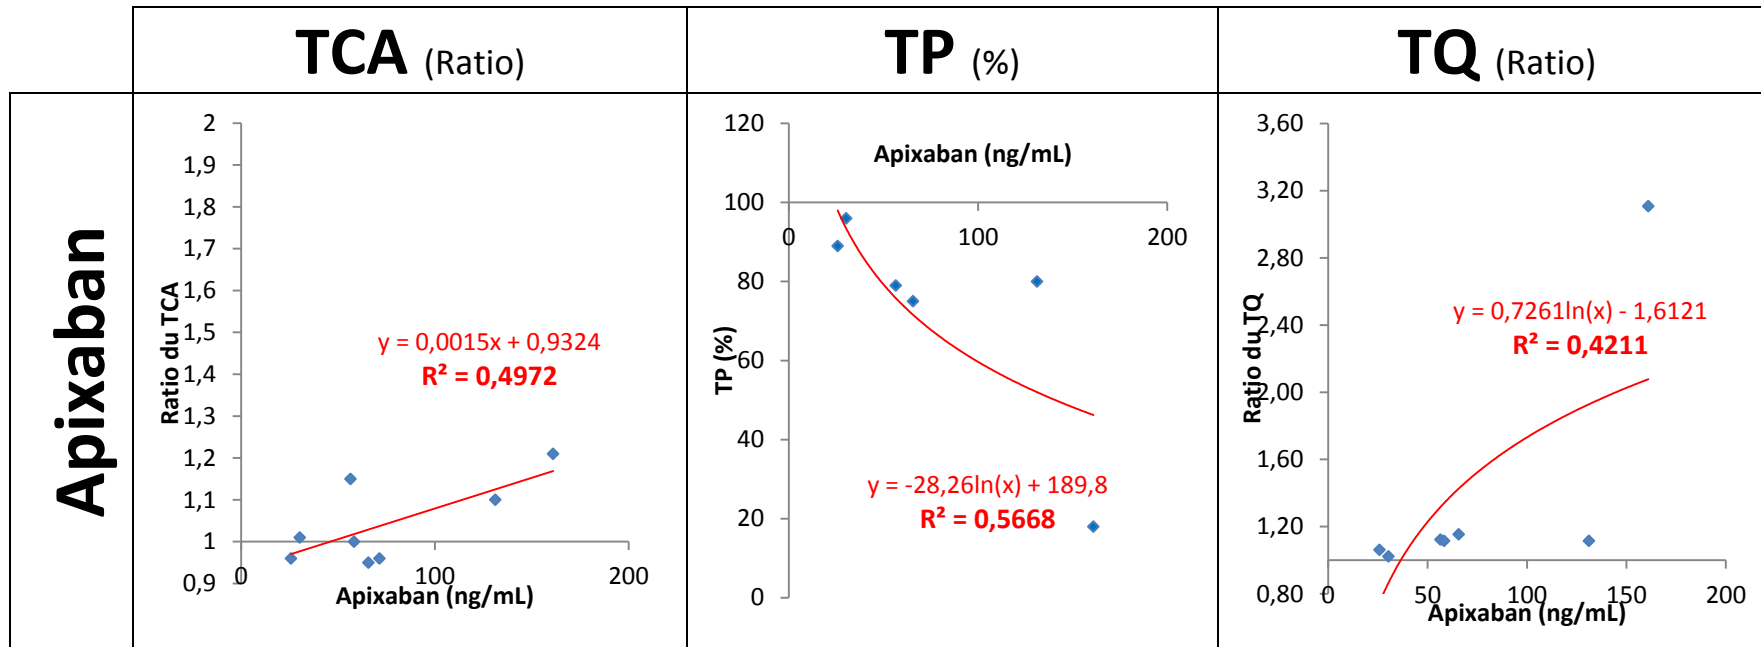 TCA (Ratio)
TP (%)
TQ (Ratio)
Apixaban
2
1,9
1,8
1,7
1,6
1,5
1,4
1,3
1,2
1,1
1
0,9
Ratio du TCA
y = 0,0015x + 0,9324
R² = 0,4972
0
100
200
Apixaban (ng/mL)
120
100
80
60
40
20
0
TP (%)
Apixaban (ng/mL)
0
100
200
y = -28,26ln(x) + 189,8
R² = 0,5668
3,60
3,20
2,80
2,40
2,00
1,60
1,20
0,80
Ratio du TQ
y = 0,7261ln(x) - 1,6121
R² = 0,4211
0
50
100
150
200
Apixaban (ng/mL)